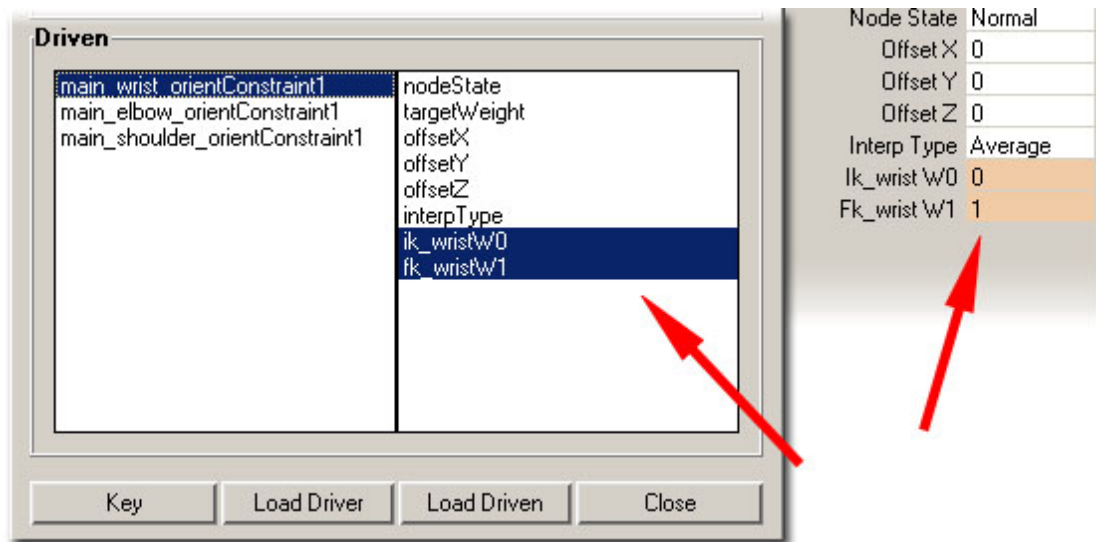 Driven
main_wrist_orientConstraint1
main_elbow_orientConstraint1
main_shoulder_orientConstraint1
nodeState
targetWeight
offsetX
offsetY
offsetZ
interpType
ik_wristW0
fk_wristW1
Key Load Driver Load Driven Close
Node State Normal
Offset X 0
Offset Y 0
Offset Z 0
Interp Type Average
Ik_wrist W0 0
Fk_wrist W1 1